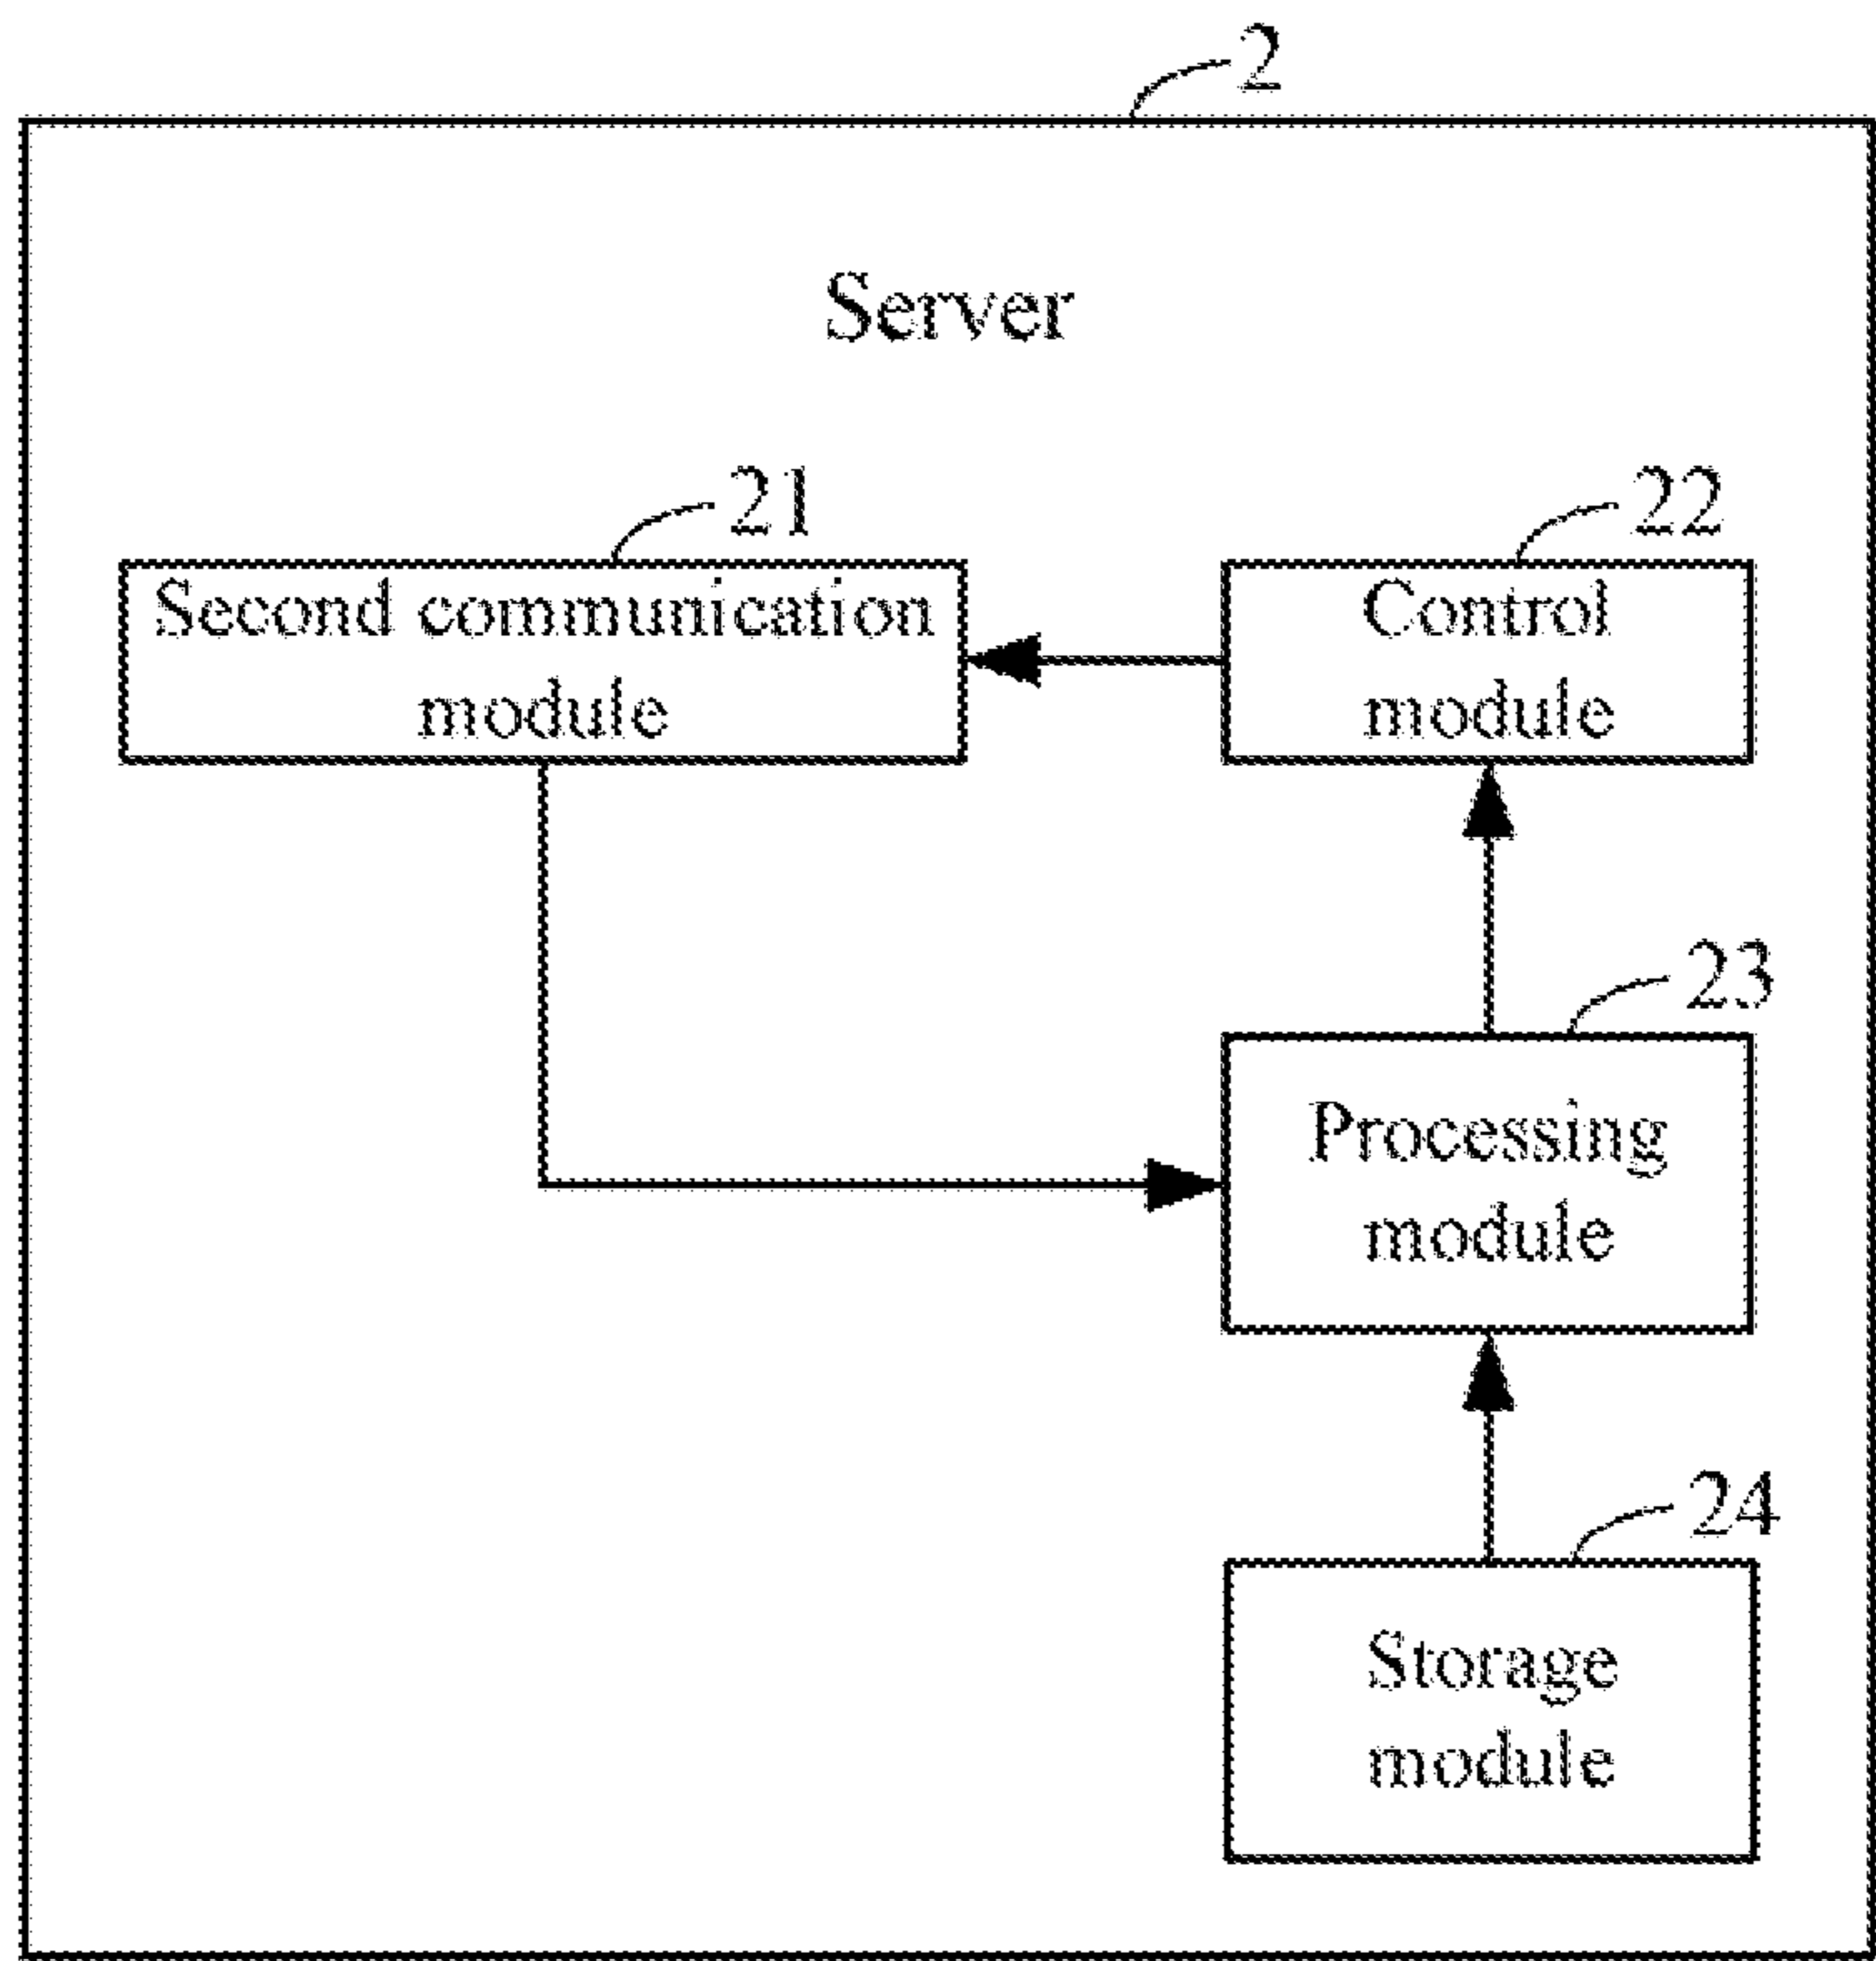 2
Server
21
22
Second communication
module
Control
module
23
Processing
module
24
Storage
module